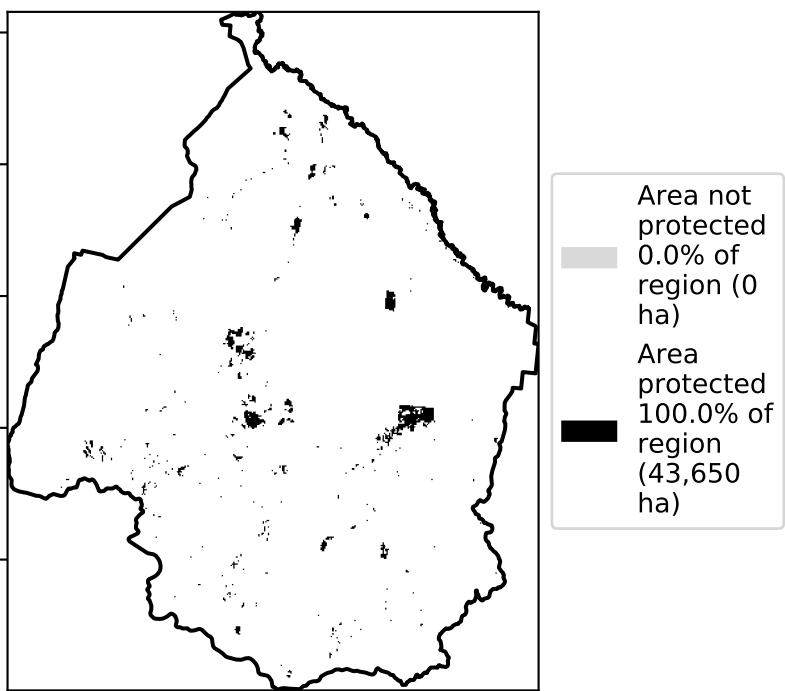 Area not
protected
0.0% of
region (0
ha)
Area
protected
100.0% of
region
(43,650
ha)